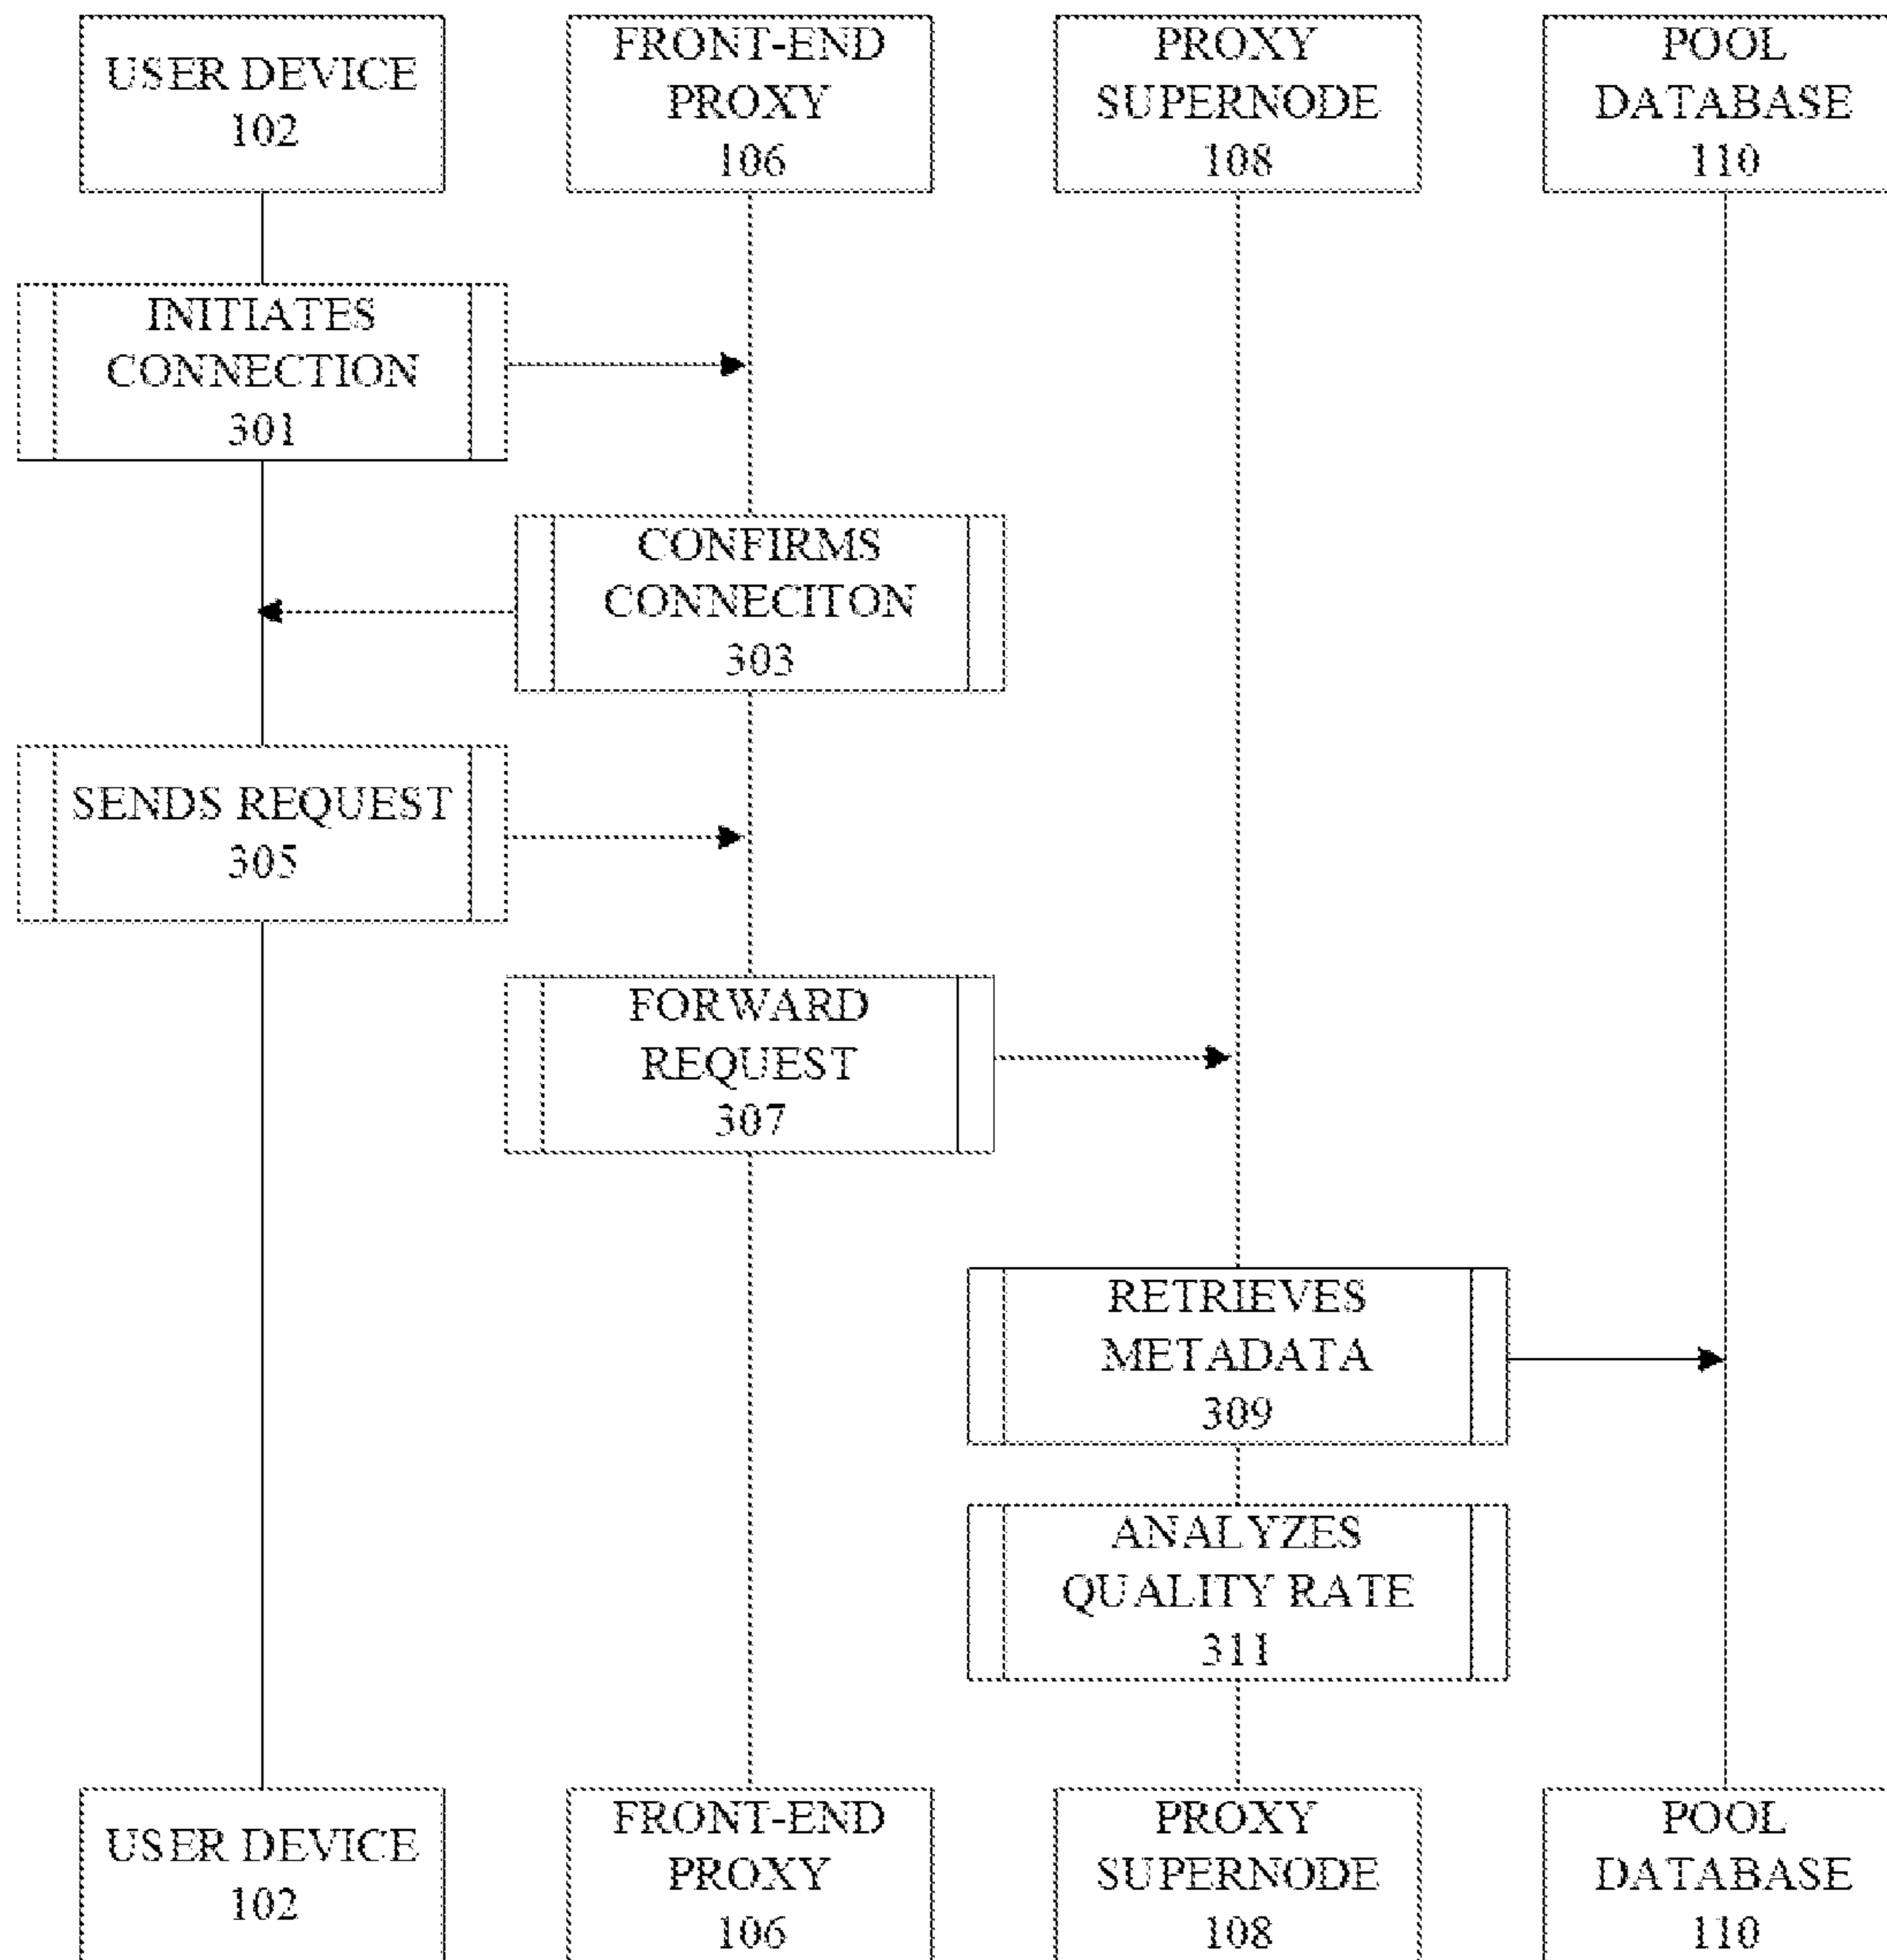 USER DEVICE
102
FRONT-END
PROXY
106
PROXY
SUPERNODE
108
POOL
DATABASE
110
INITIATES
CONNECTION
301
CONFIRMS
CONNECITON
303
SENDS REQUEST
305
FORWARD
REQUEST
307
RETRIEVES
METADATA
309
ANALYZES
QUALITY RATE
311
USER DEVICE
102
FRONT-END
PROXY
106
PROXY
SUPERNODE
108
POOL
DATABASE
110